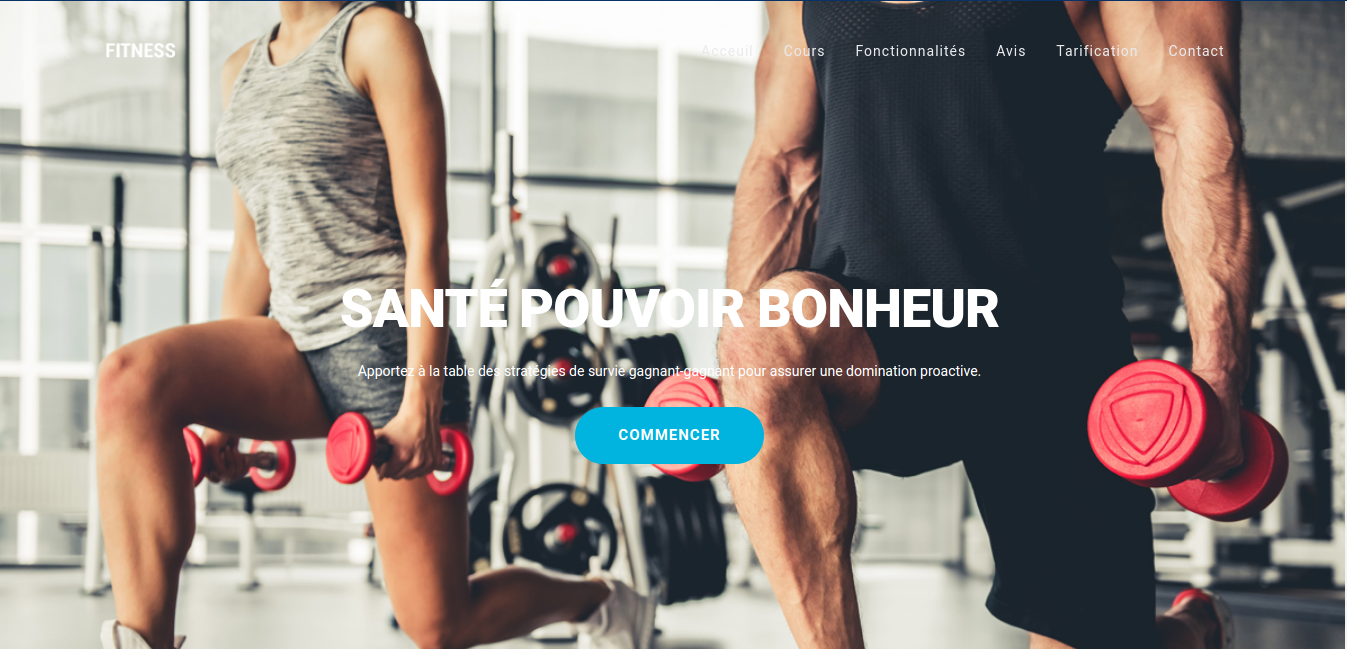 FITNESS
Acceuil Cours Fonctionnalités Avis Tarification Contact
SANTÉ POUVOIR BONHEUR
Apportez à la table des stratégies de survie gagnant-gagnant pour assurer une domination proactive.
COMMENCER